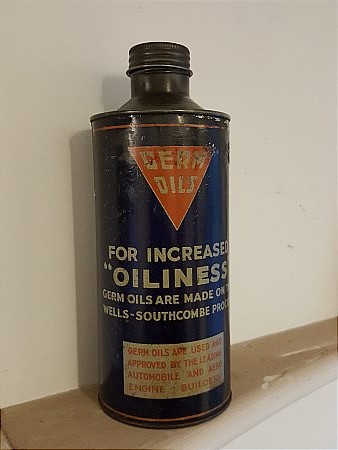 GERM
OILS
FOR INCREASED
"OILINESS"
GERM OILS ARE MADE ON
WELLS-SOUTHCOMBE
GERM OILS ARE USED AND
APPROVED BY THE LEADING
AUTOMOBILE AND AERO
ENGINE BUILDERS